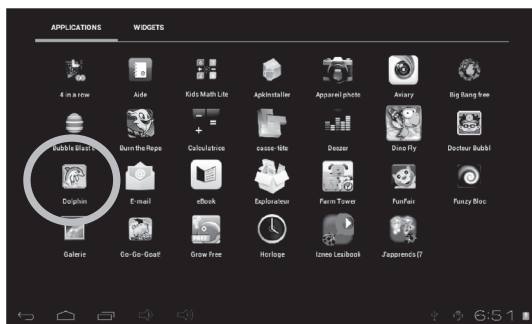 APPLICATIONS WIDGETS
4 in a row Aide Kids Math Lite ApkInstaller Appareil photo Aviary Big Bang free
Bubble Blast Burn the Rope Calculatrice casse-tête Deezer Dino Fly Docteur Bubbl
Dolphin E-mail eBook Explorateur Farm Tower FunFair Funzy Bloc
FREE
Galerie Go-Go-Goat! Grow Free Horloge Izneo Lexibook J'apprends (7
6:51